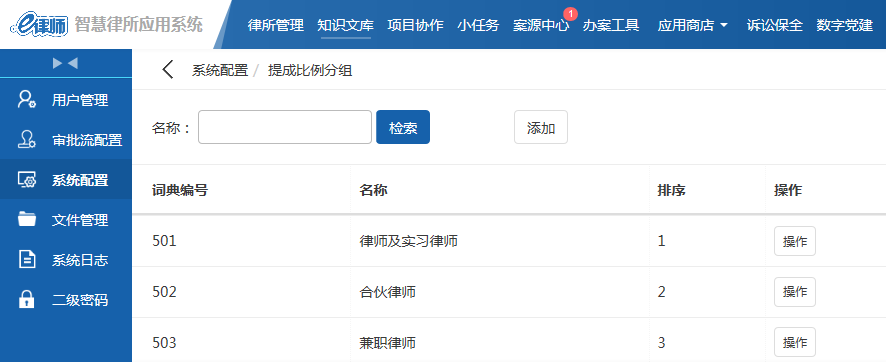 e律师 智慧律所应用系统 律所管理 知识文库 项目协作 小任务 案源中心 1 办案工具 应用商店 诉讼保全 数字党建
系统配置 / 提成比例分组
用户管理
审批流配置
系统配置
文件管理
系统日志
二级密码
名称： 检索 添加
词典编号 名称 排序 操作
501 律师及实习律师 1 操作
502 合伙律师 2 操作
503 兼职律师 3 操作